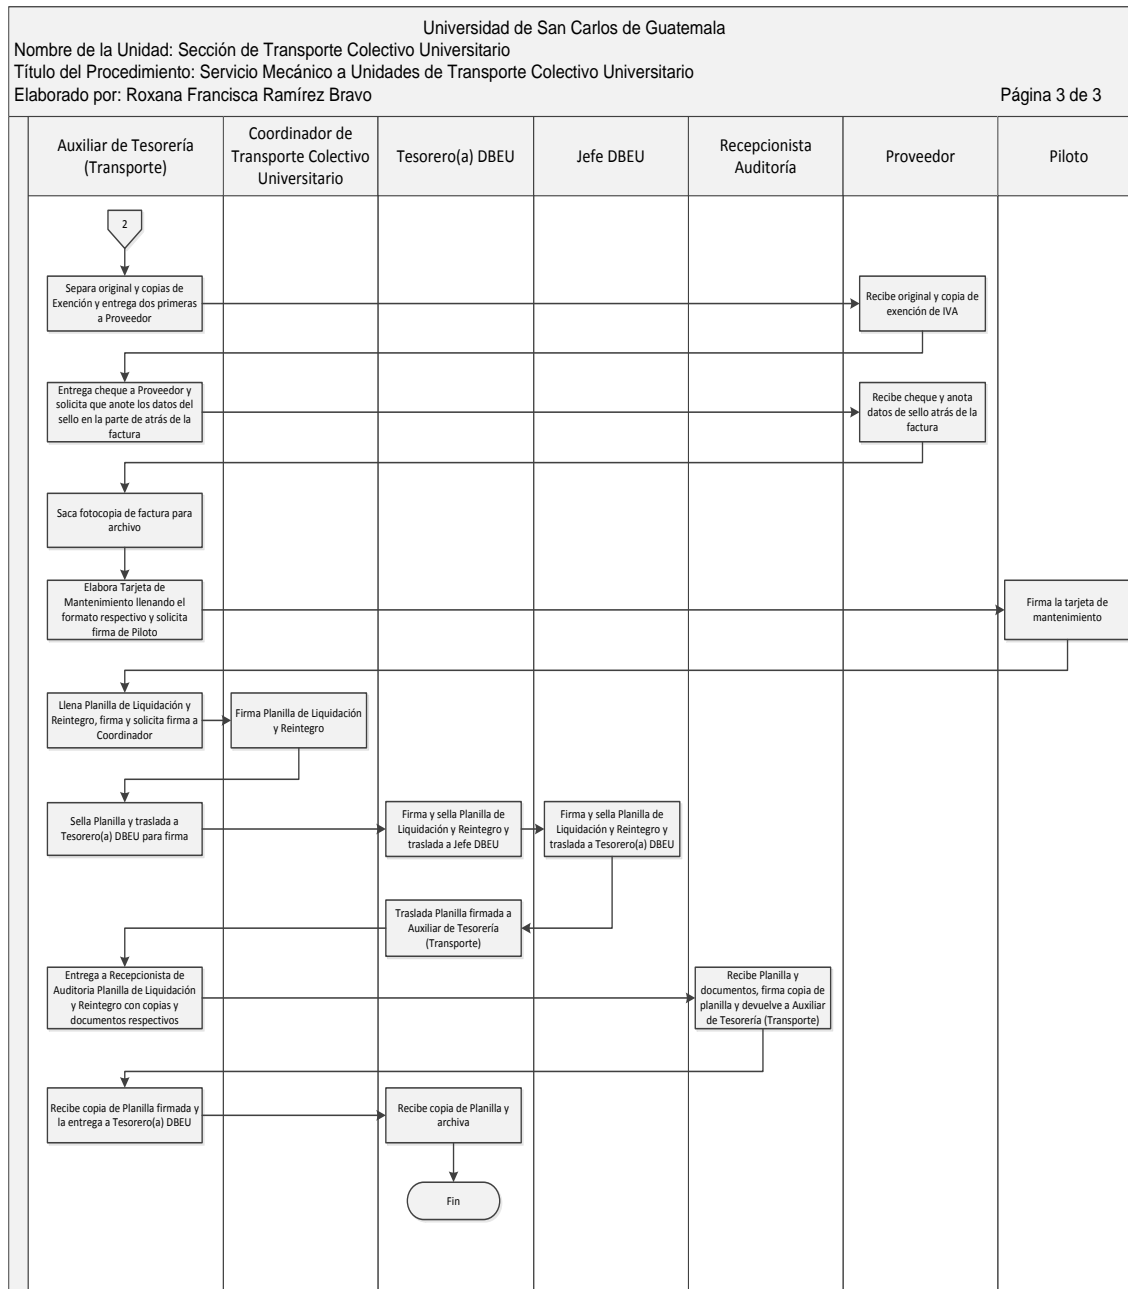 Universidad de San Carlos de Guatemala
Nombre de la Unidad: Sección de Transporte Colectivo Universitario
Título del Procedimiento: Servicio Mecánico a Unidades de Transporte Colectivo Universitario
Elaborado por: Roxana Francisca Ramírez Bravo
Página 3 de 3
Auxiliar de Tesorería
(Transporte)
Coordinador de
Transporte Colectivo
Universitario
Tesorero(a) DBEU
Jefe DBEU
Recepcionista
Auditoría
Proveedor
Piloto
2
Separa original y copias de
Exención y entrega dos primeras
a Proveedor
Recibe original y copia de
exención de IVA
Entrega cheque a Proveedor y
solicita que anote los datos del
sello en la parte de atrás de la
factura
Recibe cheque y anota
datos de sello atrás de la
factura
Saca fotocopia de factura para
archivo
Elabora Tarjeta de
Mantenimiento llenando el
formato respectivo y solicita
firma de Piloto
Firma la tarjeta de
mantenimiento
Llena Planilla de Liquidación y
Reintegro, firma y solicita firma a
Coordinador
Firma Planilla de Liquidación
y Reintegro
Sella Planilla y traslada a
Tesorero(a) DBEU para firma
Firma y sella Planilla de
Liquidación y Reintegro y
traslada a Jefe DBEU
Firma y sella Planilla de
Liquidación y Reintegro y
traslada a Tesorero(a) DBEU
Traslada Planilla firmada a
Auxiliar de Tesorería
(Transporte)
Entrega a Recepcionista de
Auditoria Planilla de Liquidación
y Reintegro con copias y
documentos respectivos
Recibe Planilla y
documentos, firma copia de
planilla y devuelve a Auxiliar
de Tesorería (Transporte)
Recibe copia de Planilla firmada y
la entrega a Tesorero(a) DBEU
Recibe copia de Planilla y
archiva
Fin